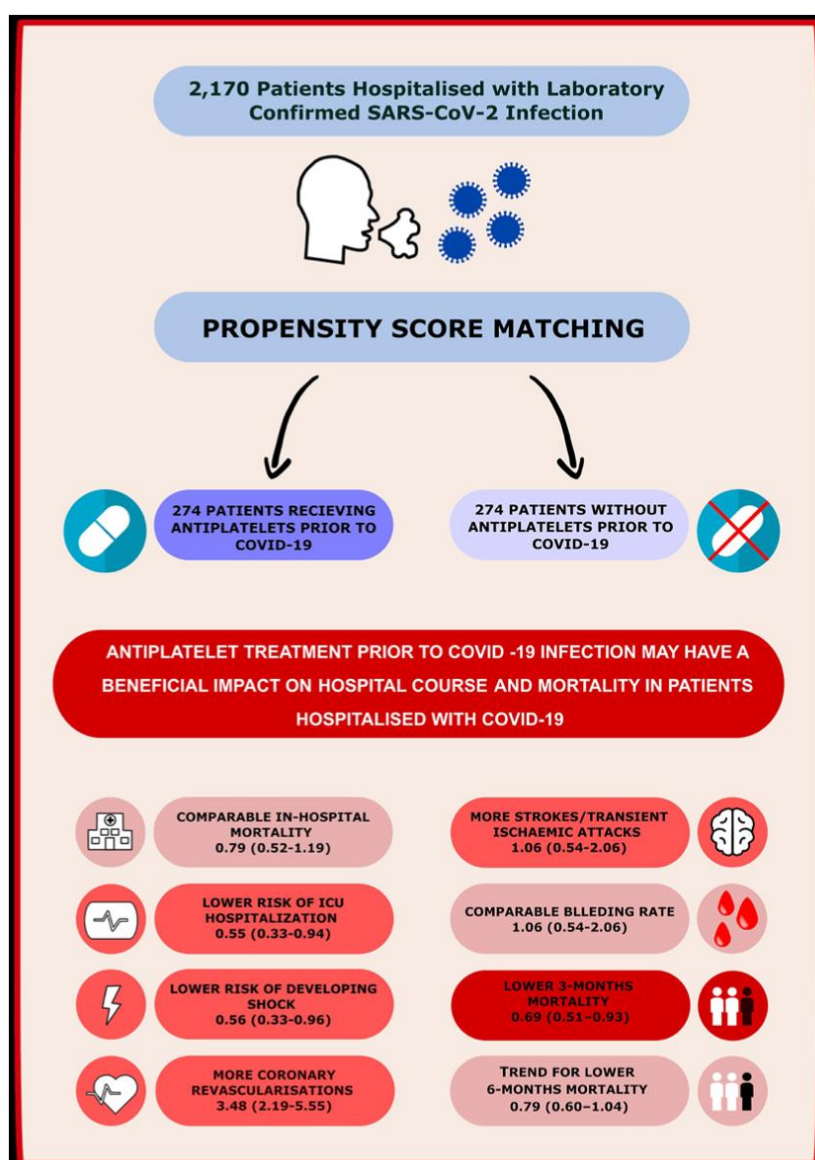 2,170 Patients Hospitalised with Laboratory
Confirmed SARS-CoV-2 Infection
PROPENSITY SCORE MATCHING
274 PATIENTS RECIEVING
ANTIPLATELETS PRIOR TO
COVID-19
274 PATIENTS WITHOUT
ANTIPLATELETS PRIOR TO
COVID-19
ANTIPLATELET TREATMENT PRIOR TO COVID -19 INFECTION MAY HAVE A
BENEFICIAL IMPACT ON HOSPITAL COURSE AND MORTALITY IN PATIENTS
HOSPITALISED WITH COVID-19
COMPARABLE IN-HOSPITAL
MORTALITY
0.79 (0.52-1.19)
MORE STROKES/TRANSIENT
ISCHAEMIC ATTACKS
1.06 (0.54-2.06)
LOWER RISK OF ICU
HOSPITALIZATION
0.55 (0.33-0.94)
COMPARABLE BLLEDING RATE
1.06 (0.54-2.06)
LOWER RISK OF DEVELOPING
SHOCK
0.56 (0.33-0.96)
LOWER 3-MONTHS
MORTALITY
0.69 (0.51–0.93)
MORE CORONARY
REVASCULARISATIONS
3.48 (2.19-5.55)
TREND FOR LOWER
6-MONTHS MORTALITY
0.79 (0.60–1.04)